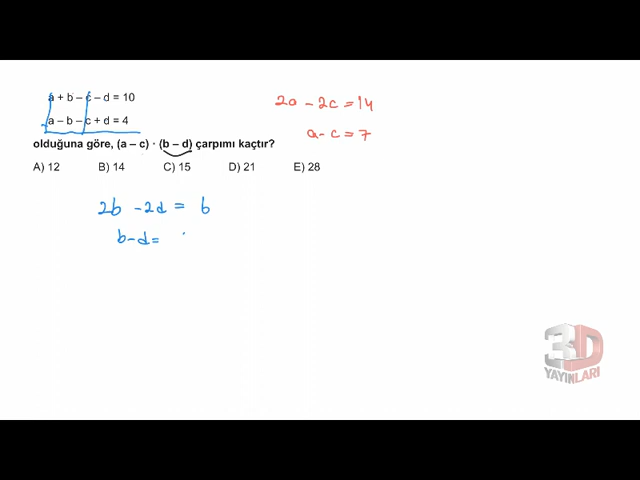 a + b – c – d = 10
a – b – c + d = 4
olduğuna göre, (a – c) · (b – d) çarpımı kaçtır?
A) 12 B) 14 C) 15 D) 21 E) 28
2a - 2c = 14
a - c = 7
2b - 2d = 6
b - d =
3D
YAYINLARI